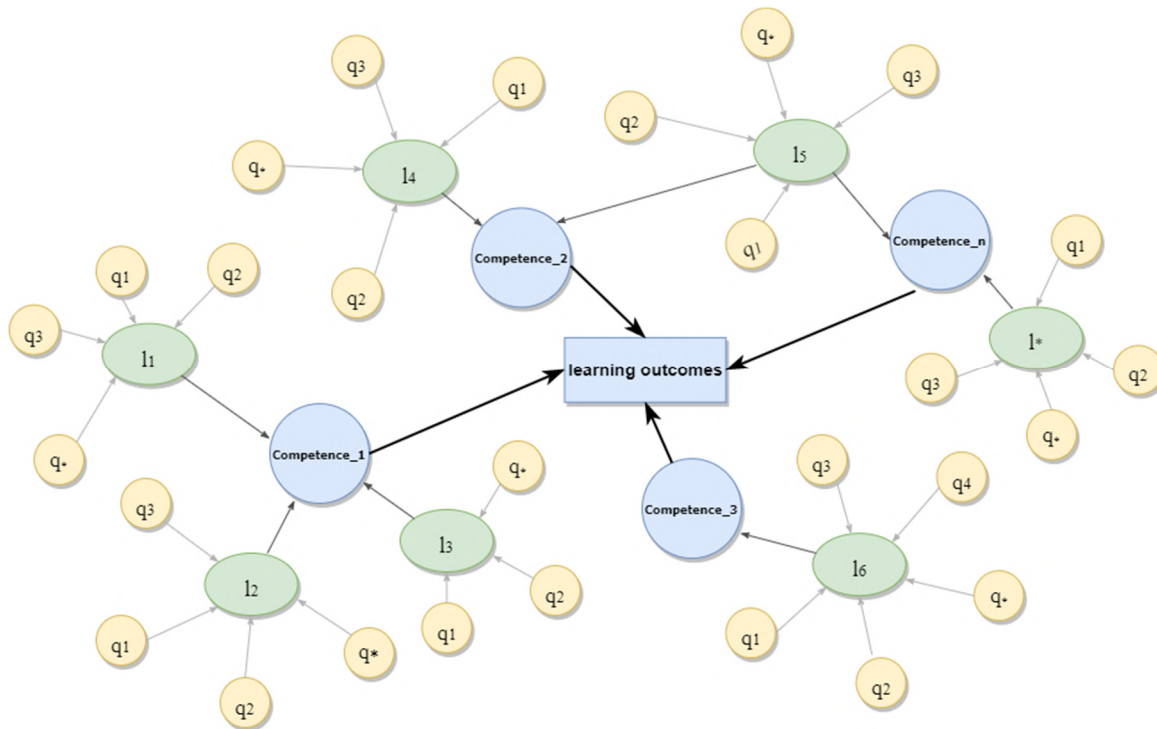 q*
q3
q1
q3
q2
q*
l4
l5
q2
q1
Competence_2
Competence_n
q1
q1
q2
q3
l1
l*
q3
q2
learning outcomes
q*
q*
Competence_1
q*
q3
q4
q3
Competence_3
l3
l2
l6
q2
q*
q1
q1
q1
q*
q2
q2